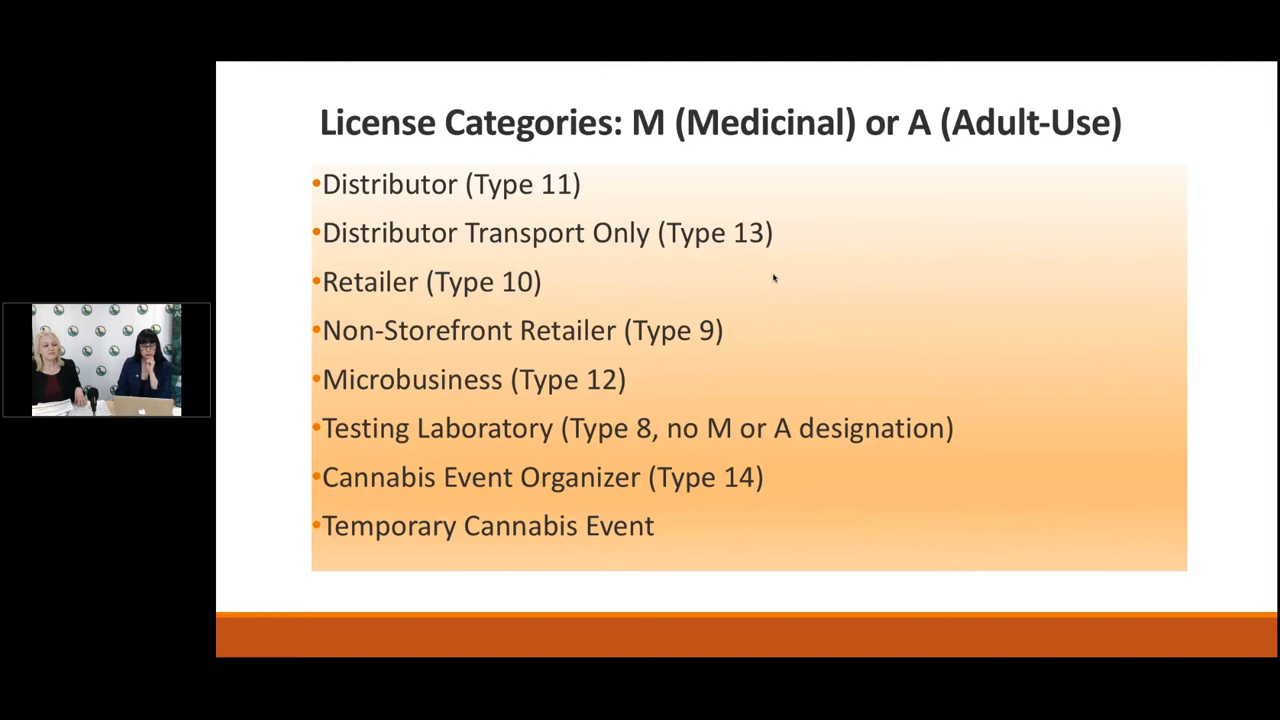 License Categories: M (Medicinal) or A (Adult-Use)
•Distributor (Type 11)
•Distributor Transport Only (Type 13)
•Retailer (Type 10)
•Non-Storefront Retailer (Type 9)
•Microbusiness (Type 12)
•Testing Laboratory (Type 8, no M or A designation)
•Cannabis Event Organizer (Type 14)
•Temporary Cannabis Event